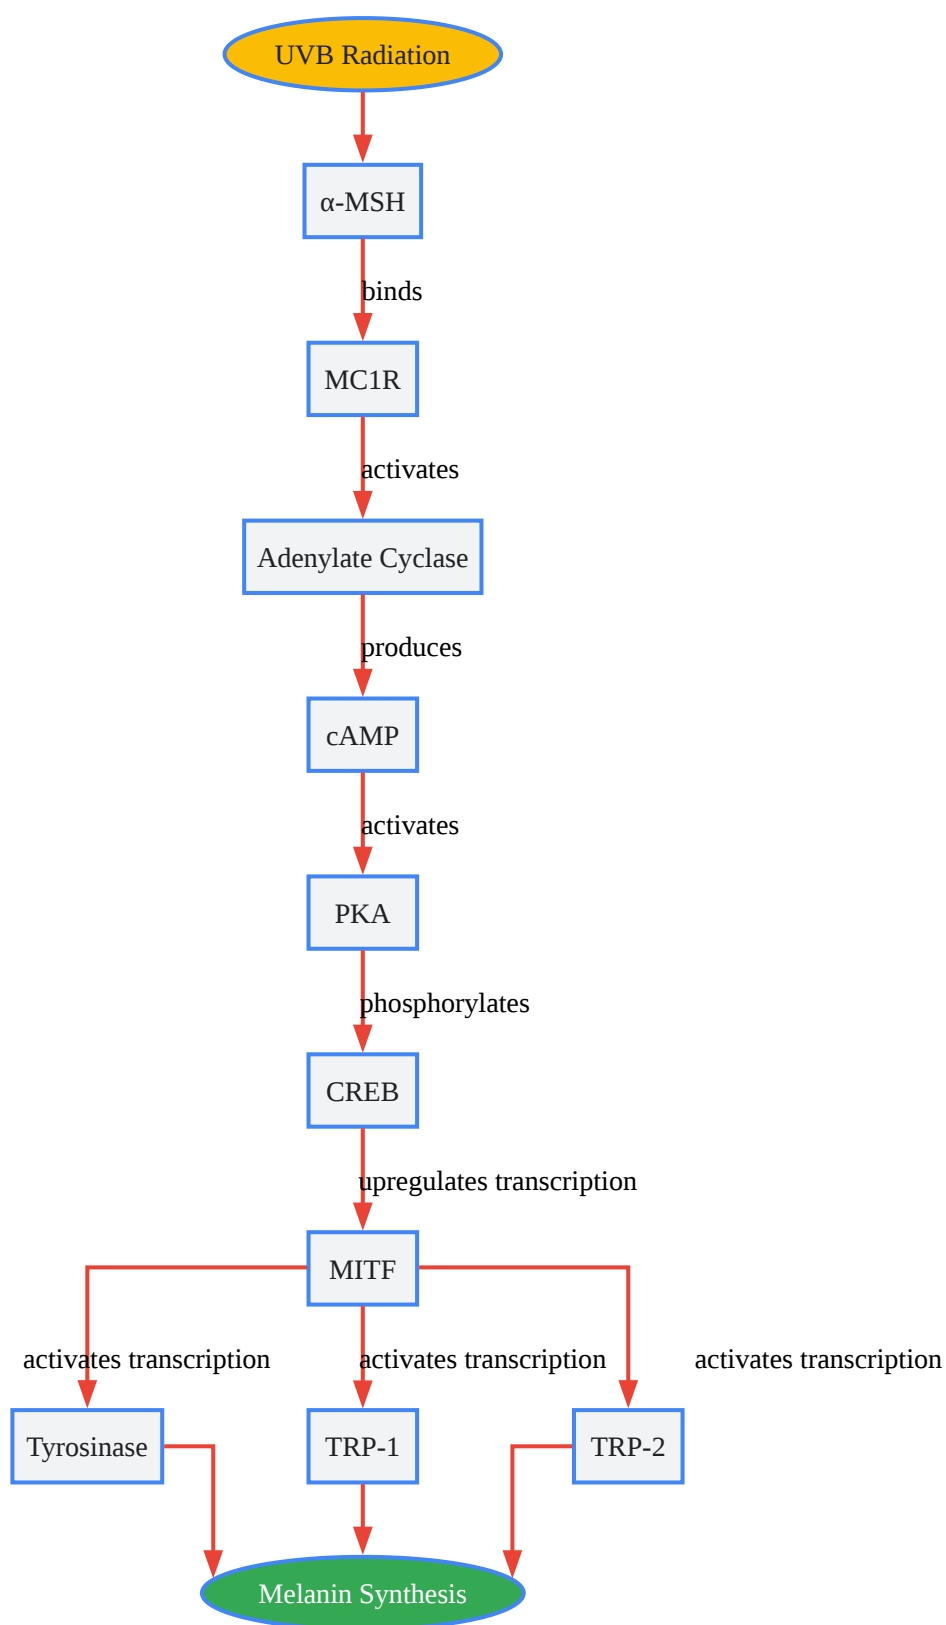 UVB Radiation
α-MSH
binds
MC1R
activates
Adenylate Cyclase
produces
cAMP
activates
PKA
phosphorylates
CREB
upregulates transcription
MITF
activates transcription
activates transcription
activates transcription
Tyrosinase
TRP-1
TRP-2
Melanin Synthesis